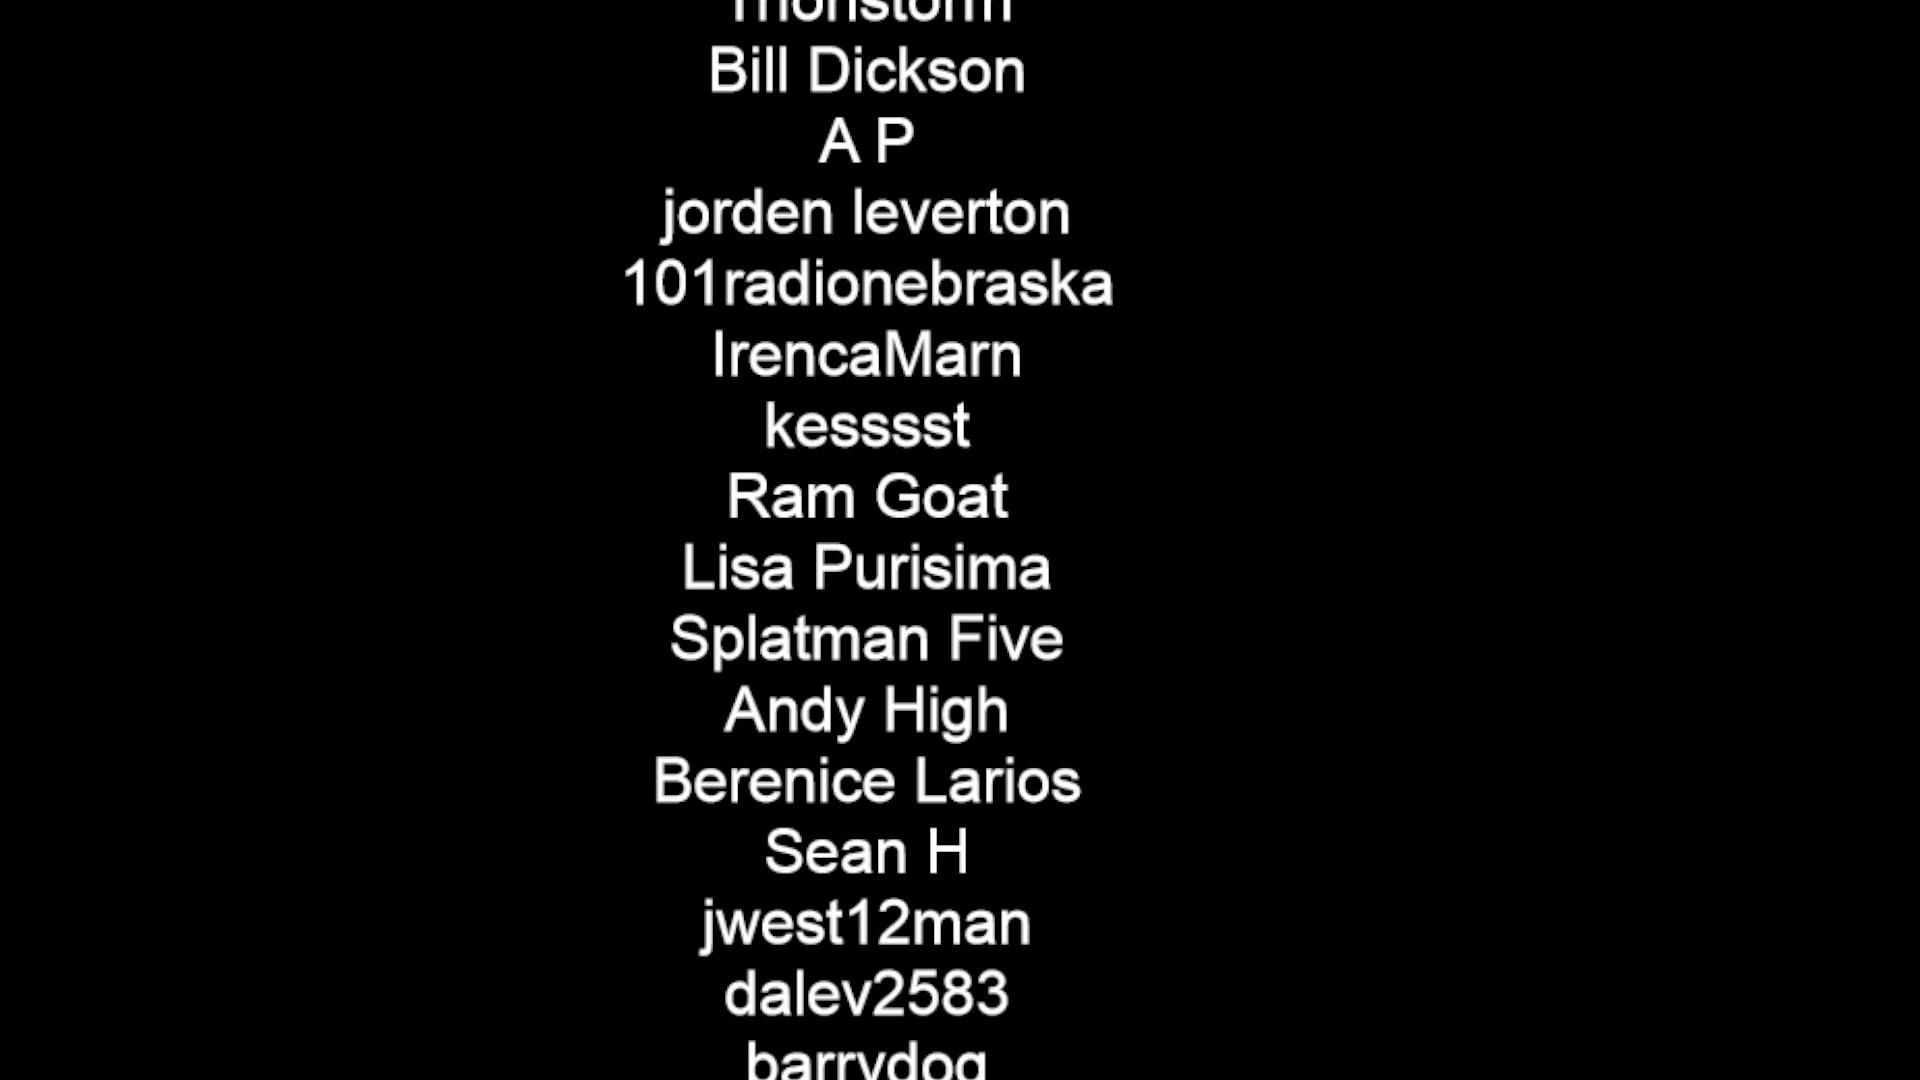 Bill Dickson
A P
jorden leverton
101radionebraska
IrencaMarn
kesssst
Ram Goat
Lisa Purisima
Splatman Five
Andy High
Berenice Larios
Sean H
jwest12man
dalev2583
barrydog